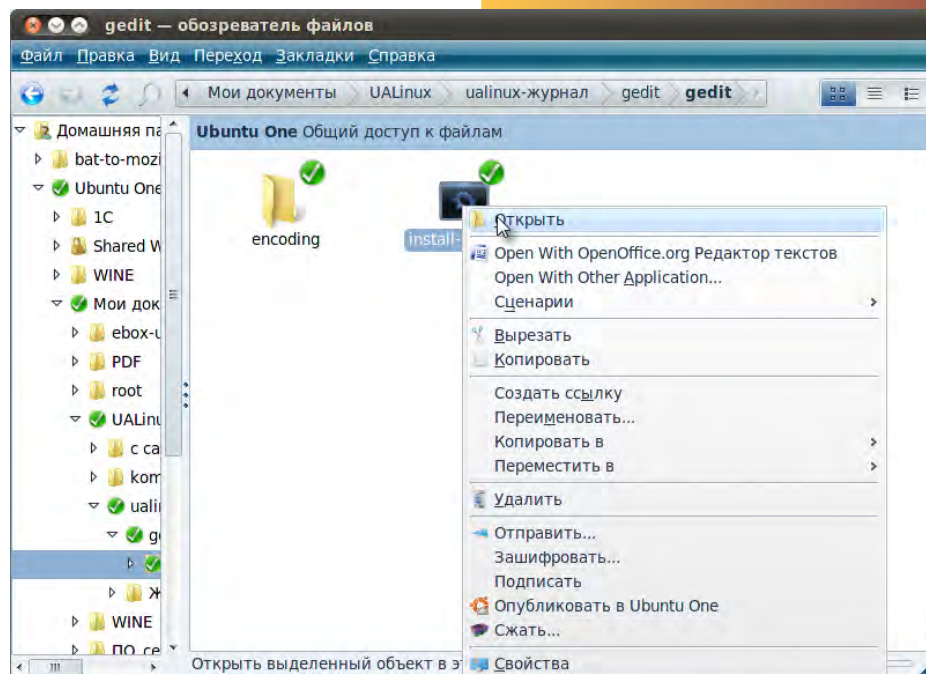 gedit — обозреватель файлов
Файл Правка Вид Переход Закладки Справка
Мои документы UALinux ualinux-журнал gedit gedit
Домашняя па
bat-to-mozi
Ubuntu One
1C
Shared W
WINE
Мои док
ebox-u
PDF
root
UALinu
с са
kom
uali
g
Ж
WINE
ПО се
Ubuntu One Общий доступ к файлам
encoding
install-
Открыть
Open With OpenOffice.org Редактор текстов
Open With Other Application...
Сценарии
Вырезать
Копировать
Создать ссылку
Переименовать...
Копировать в
Переместить в
Удалить
Отправить...
Зашифровать...
Подписать
Опубликовать в Ubuntu One
Сжать...
Свойства
Открыть выделенный объект в э